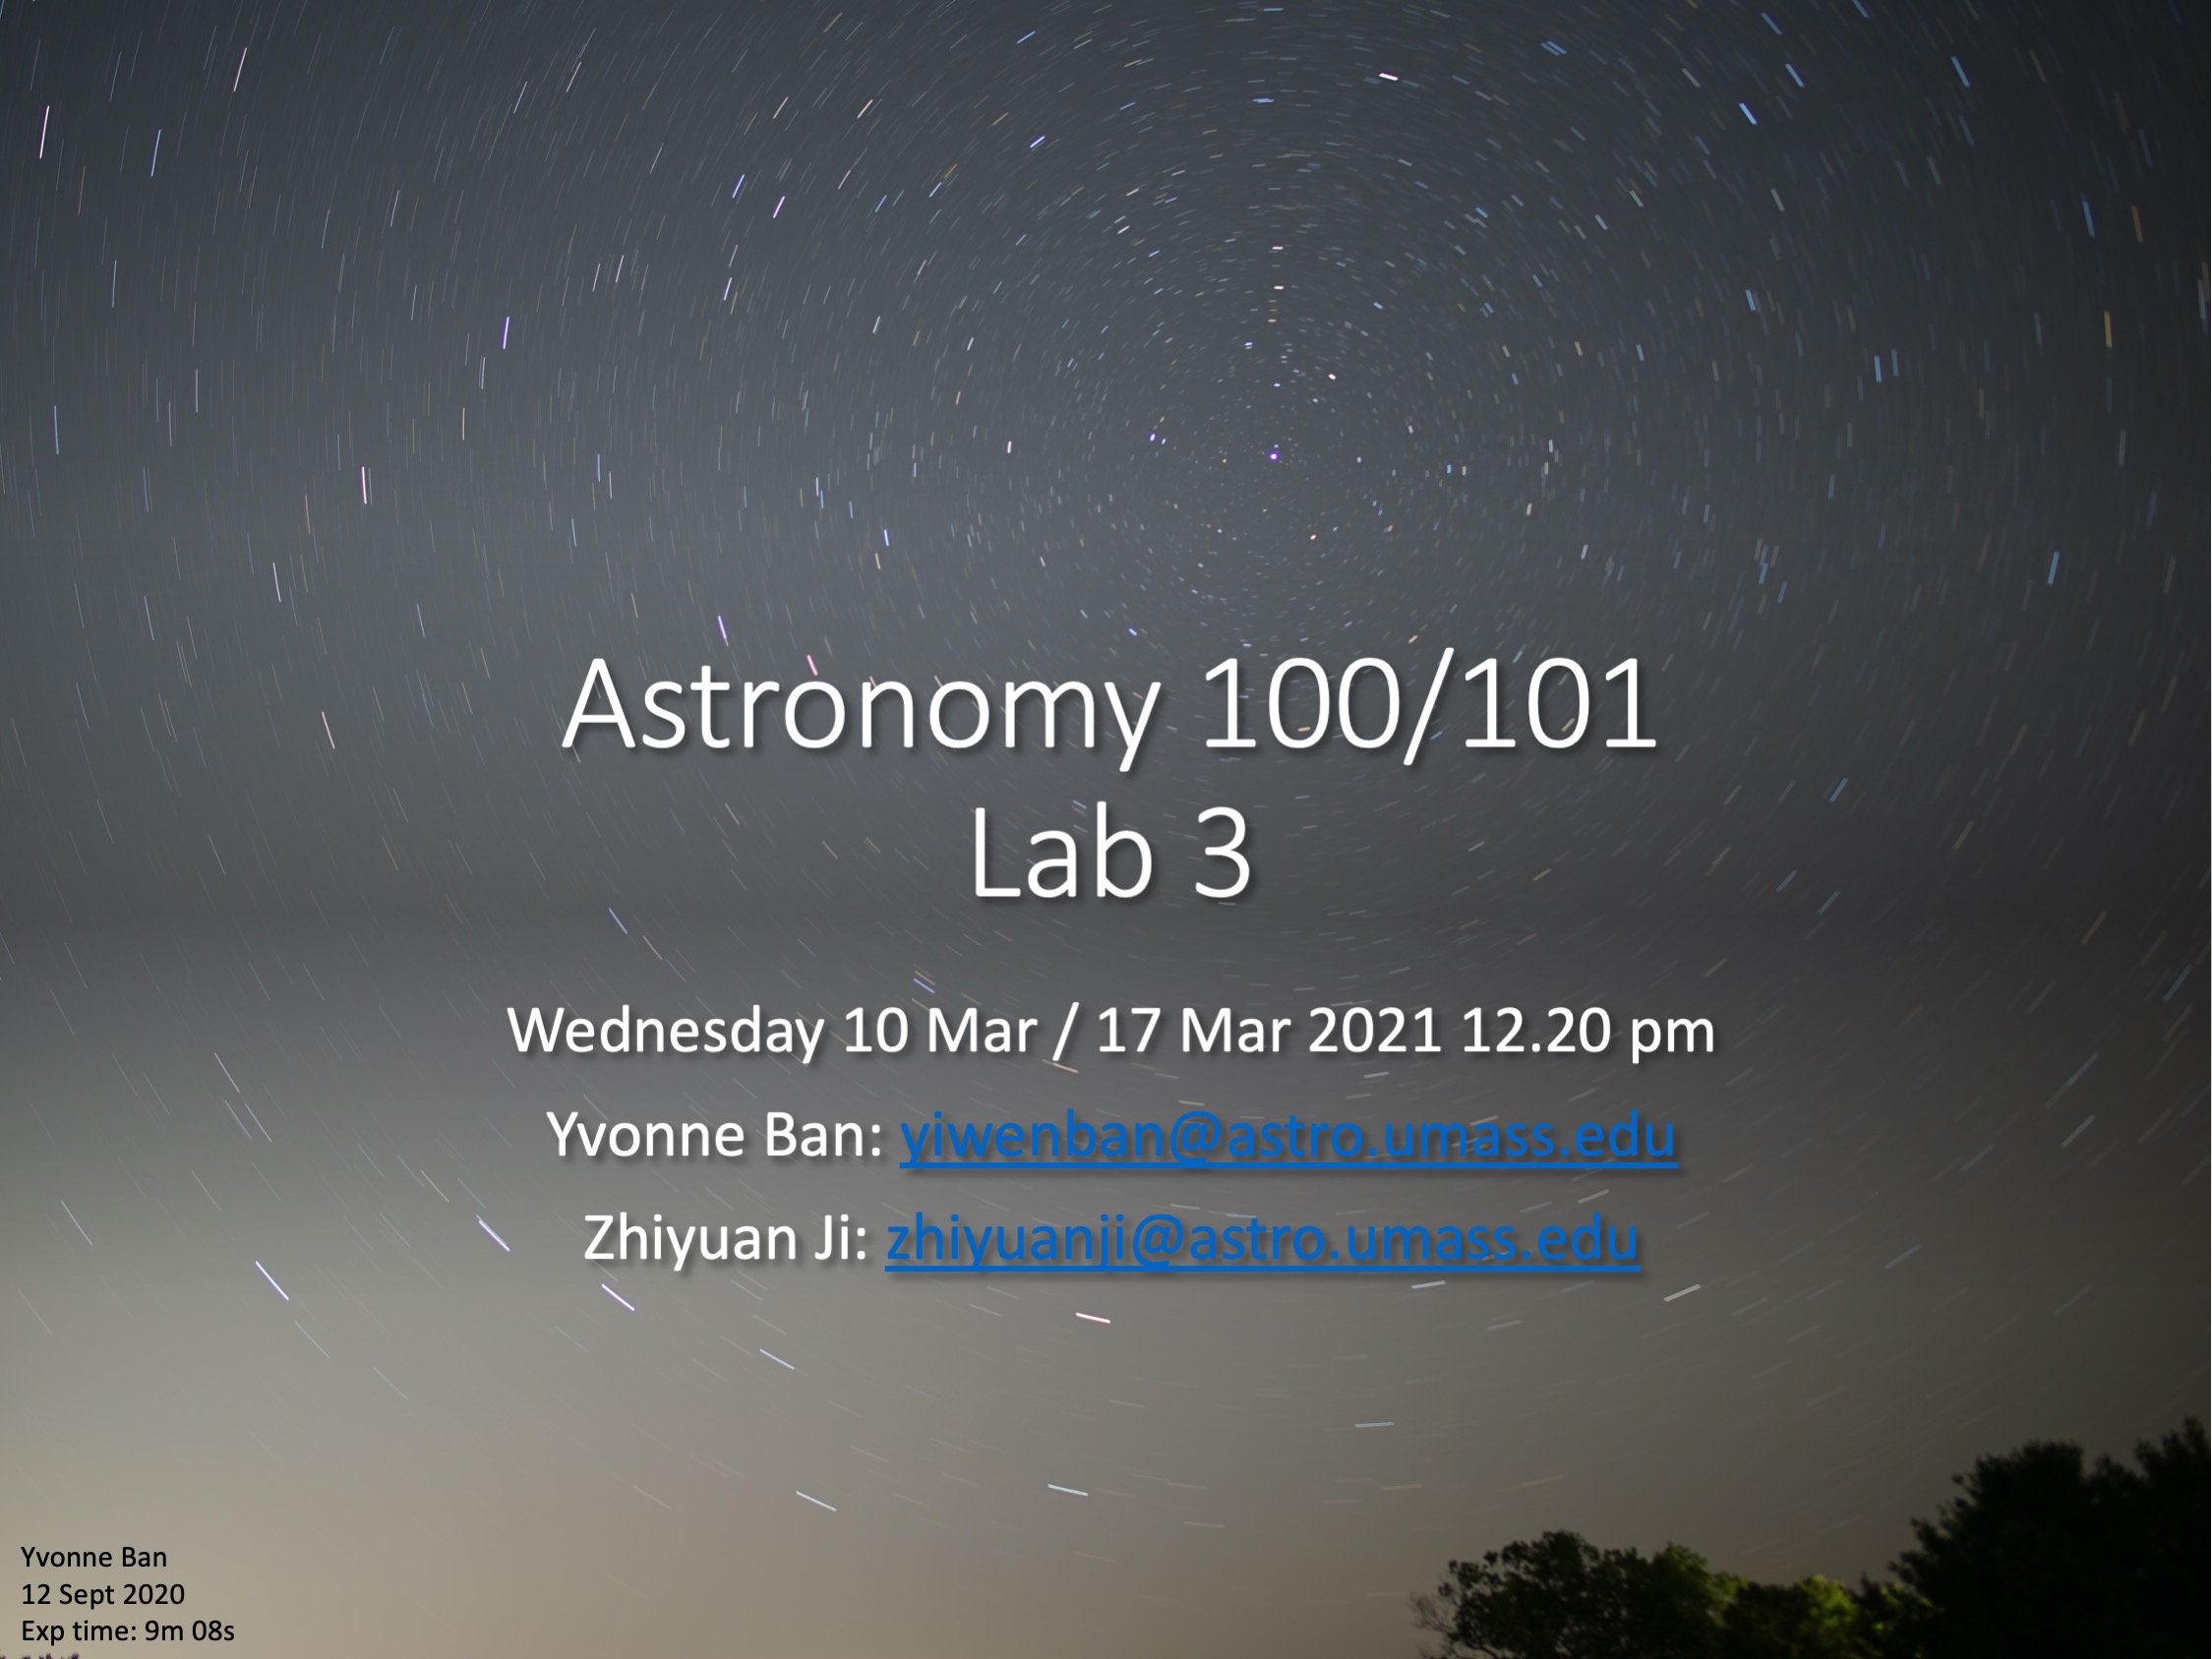 Astronomy 100/101
Lab 3
Wednesday 10 Mar / 17 Mar 2021 12.20 pm
Yvonne Ban: yiwenban@astro.umass.edu
Zhiyuan Ji: zhiyuanji@astro.umass.edu
Yvonne Ban
12 Sept 2020
Exp time: 9m 08s